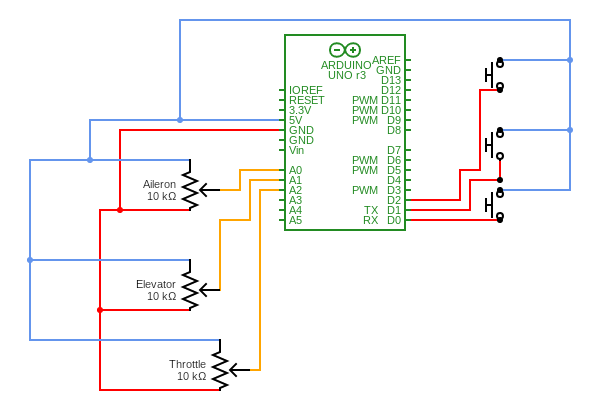 ARDUINO
UNO r3
IOREF
RESET
3.3V
5V
GND
GND
Vin
A0
A1
A2
A3
A4
A5
AREF
GND
D13
D12
PWM D11
PWM D10
PWM D9
D8
D7
PWM D6
PWM D5
D4
PWM D3
D2
TX D1
RX D0
Aileron
10 kΩ
Elevator
10 kΩ
Throttle
10 kΩ